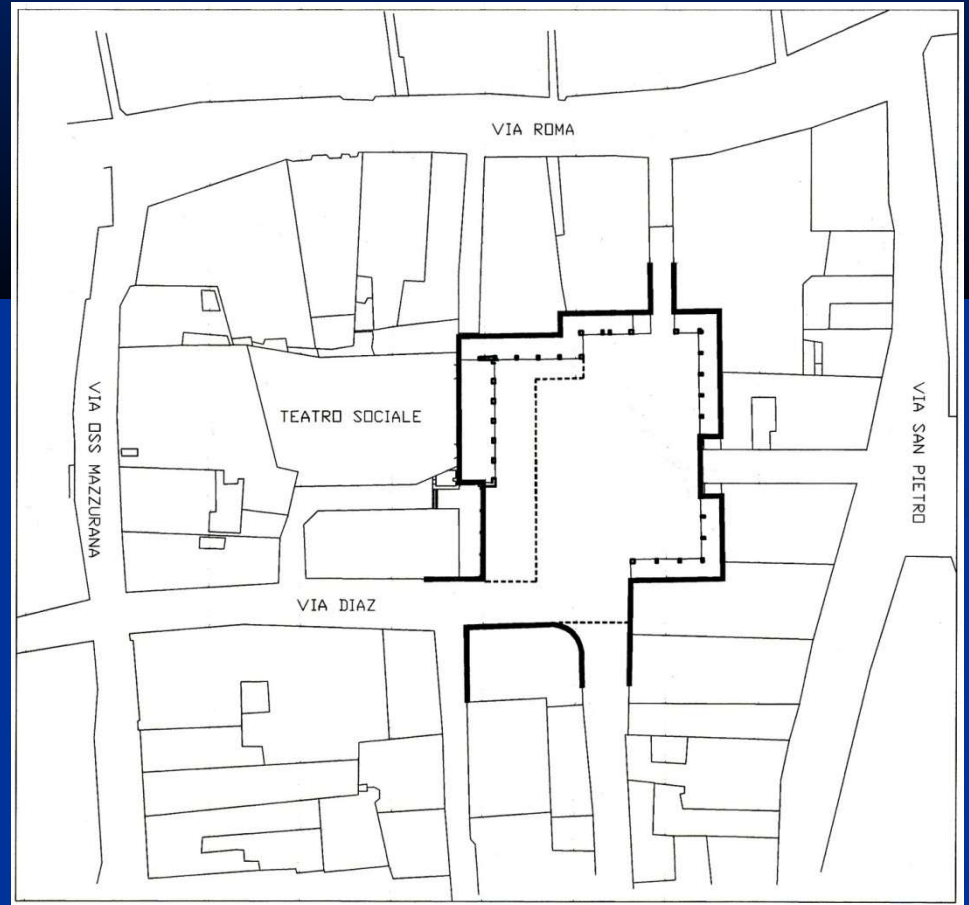 VIA ROMA
TEATRO SOCIALE
VIA OSS MAZZURANA
VIA SAN PIETRO
VIA DIAZ